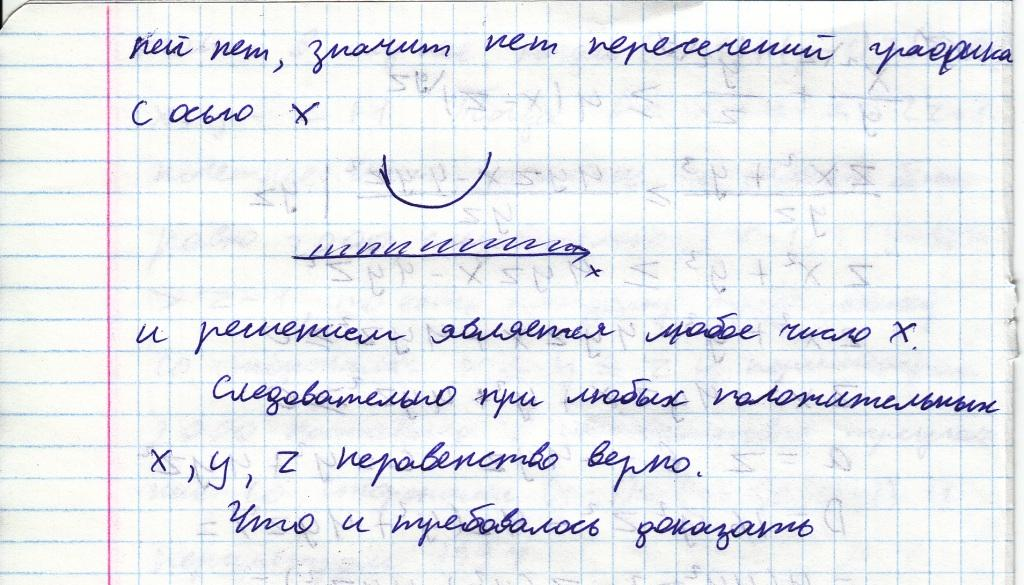 ней нет, значит нет пересечений графика
с осью x
x
и решением является любое число x.
Следовательно при любых положительных
x, y, z неравенство верно.
Что и требовалось доказать